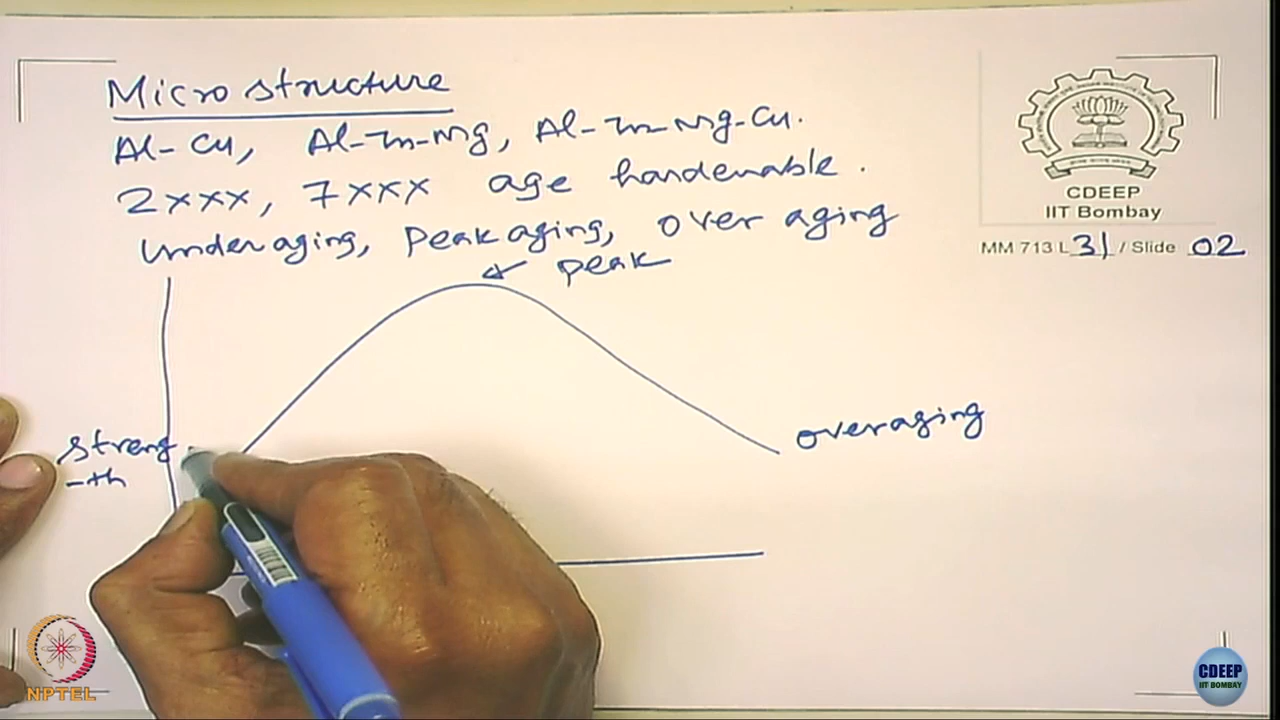 Microstructure
Al-Cu, Al-Zn-Mg, Al-Zn-Mg-Cu.
2xxx, 7xxx age hardenable.
Underaging, Peak aging, over aging
peak
overaging
streng
-th
CDEEP
IIT Bombay
MM 713 L 31 / Slide 02
NPTEL
CDEEP
IIT BOMBAY